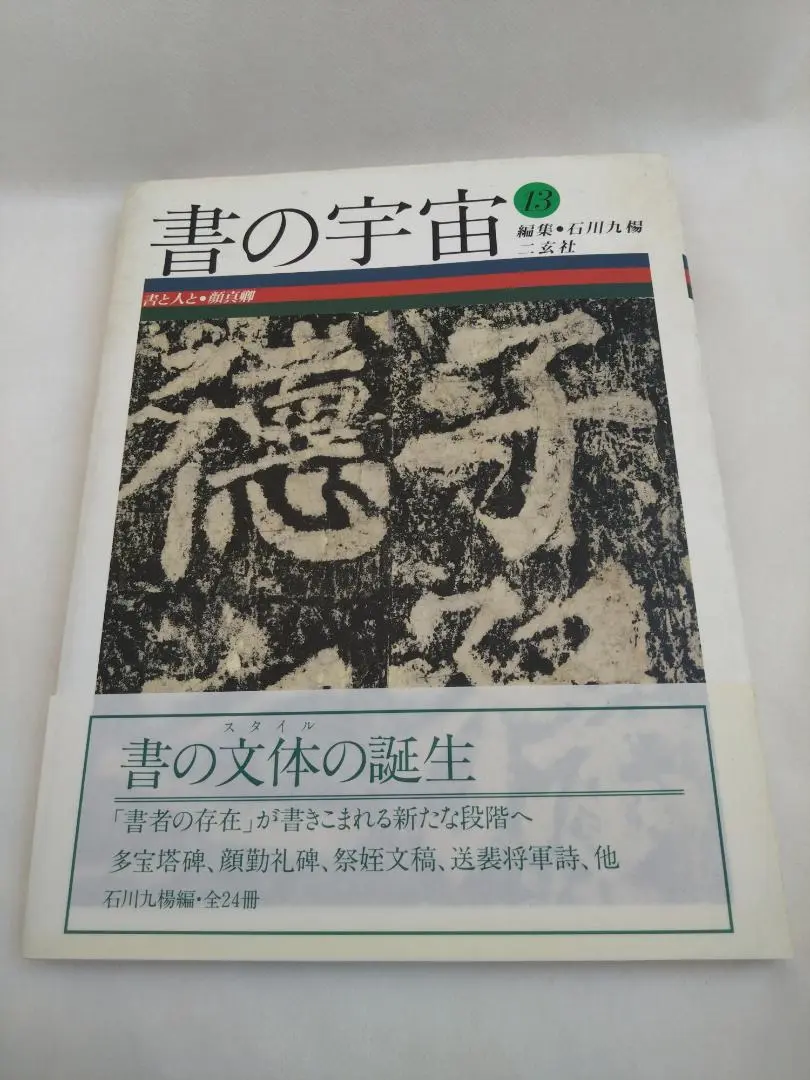 書の宇宙
13
編集・石川九楊
二玄社
書と人と・顔真卿
德
子
スタイル
書の文体の誕生
「書者の存在」が書きこまれる新たな段階へ
多宝塔碑、顔勤礼碑、祭姪文稿、送裴将軍詩、他
石川九楊編・全24冊